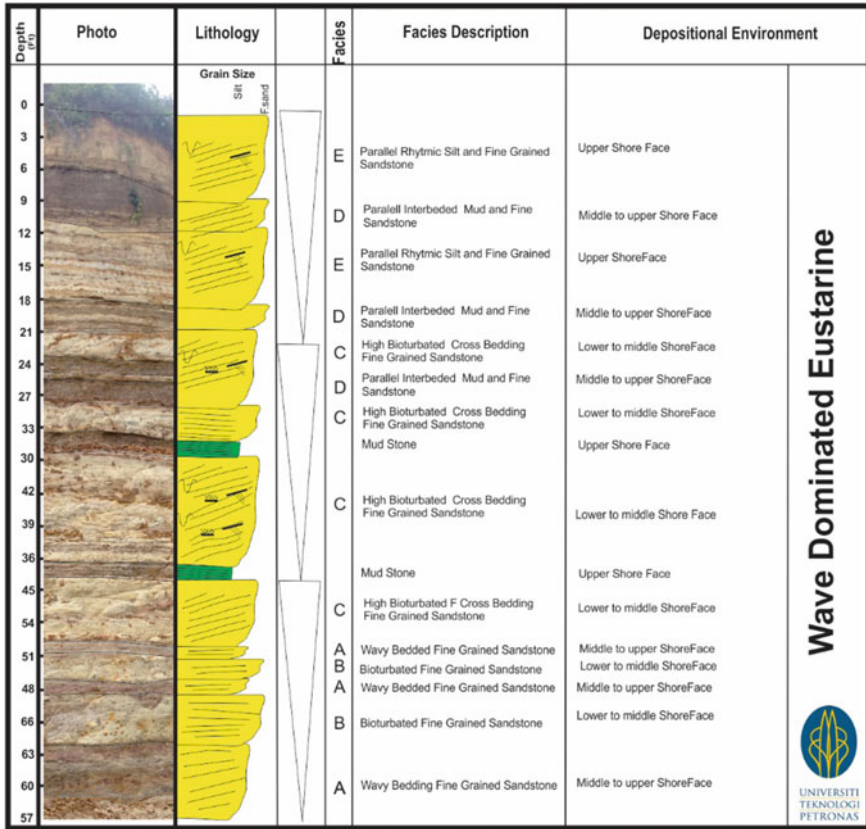 Depth
(Ft)
Photo
Lithology
Facies
Facies Description
Depositional Environment
Grain Size
Silt
F.sand
0
3
6
9
12
15
18
21
24
27
33
30
42
39
36
45
54
51
48
66
63
60
57
E
Parallel Rhytmic Silt and Fine Grained
Sandstone
Upper Shore Face
D
Paralell Interbeded Mud and Fine
Sandstone
Middle to upper Shore Face
E
Parallel Rhytmic Silt and Fine Grained
Sandstone
Upper ShoreFace
D
Paralell Interbeded Mud and Fine
Sandstone
Middle to upper ShoreFace
C
High Bioturbated Cross Bedding
Fine Grained Sandstone
Lower to middle ShoreFace
D
Parallel Interbeded Mud and Fine
Sandstone
Middle to upper ShoreFace
C
High Bioturbated Cross Bedding
Fine Grained Sandstone
Lower to middle ShoreFace
Mud Stone
Upper Shore Face
C
High Bioturbated Cross Bedding
Fine Grained Sandstone
Lower to middle Shore Face
Mud Stone
Upper Shore Face
C
High Bioturbated F Cross Bedding
Fine Grained Sandstone
Lower to middle ShoreFace
A
Wavy Bedded Fine Grained Sandstone
Middle to upper ShoreFace
B
Bioturbated Fine Grained Sandstone
Lower to middle ShoreFace
A
Wavy Bedded Fine Grained Sandstone
Middle to upper ShoreFace
B
Bioturbated Fine Grained Sandstone
Lower to middle ShoreFace
A
Wavy Bedding Fine Grained Sandstone
Middle to upper ShoreFace
Wave Dominated Eustarine
UNIVERSITI
TEKNOLOGI
PETRONAS